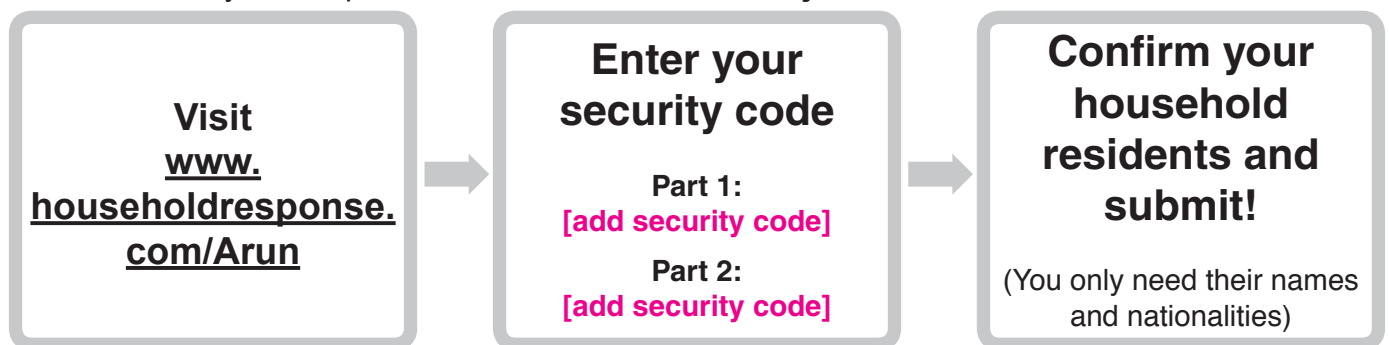 Visit
www.
householdresponse.
com/Arun
Enter your
security code
Part 1:
[add security code]
Part 2:
[add security code]
Confirm your
household
residents and
submit!
(You only need their names
and nationalities)